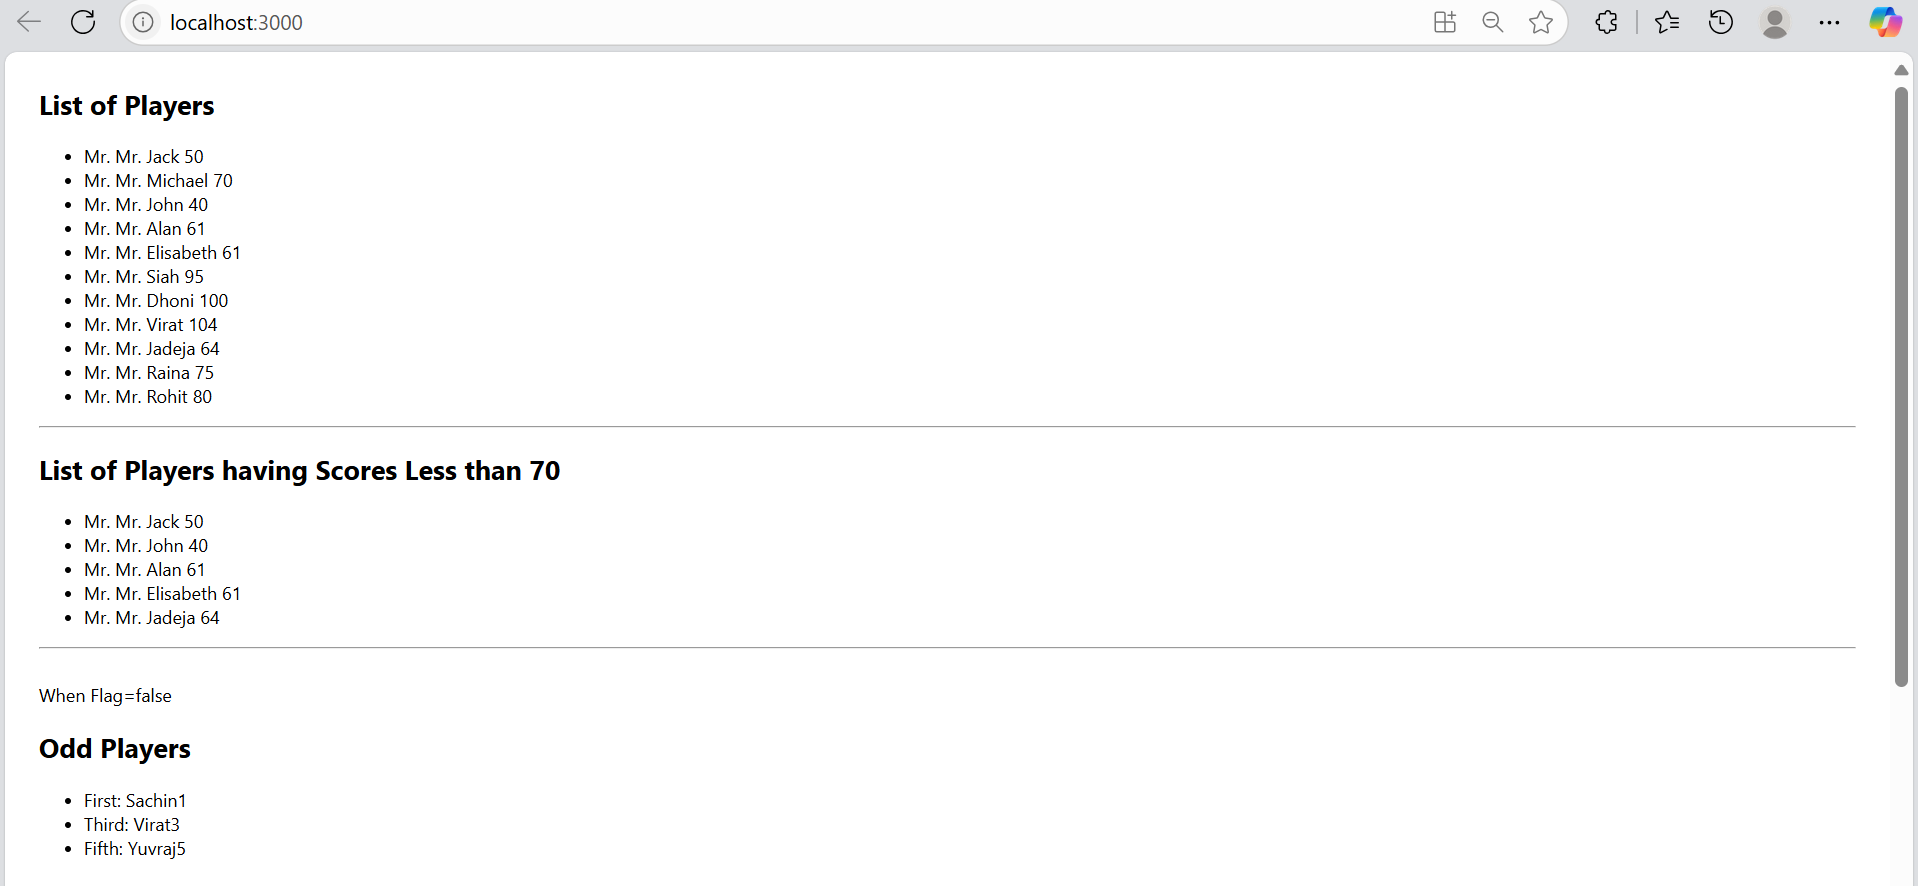 localhost:3000
List of Players
Mr. Mr. Jack 50
Mr. Mr. Michael 70
Mr. Mr. John 40
Mr. Mr. Alan 61
Mr. Mr. Elisabeth 61
Mr. Mr. Siah 95
Mr. Mr. Dhoni 100
Mr. Mr. Virat 104
Mr. Mr. Jadeja 64
Mr. Mr. Raina 75
Mr. Mr. Rohit 80
List of Players having Scores Less than 70
Mr. Mr. Jack 50
Mr. Mr. John 40
Mr. Mr. Alan 61
Mr. Mr. Elisabeth 61
Mr. Mr. Jadeja 64
When Flag=false
Odd Players
First: Sachin1
Third: Virat3
Fifth: Yuvraj5